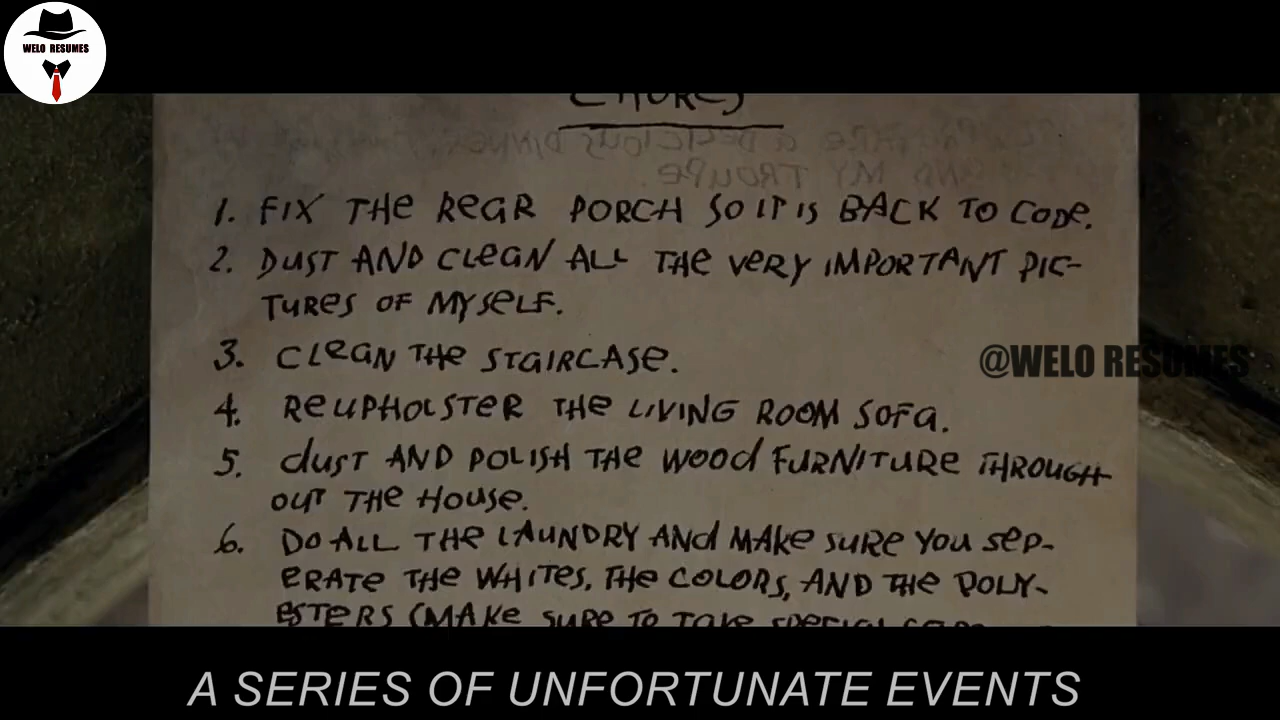 WELO RESUMES
CHORES
1. FIX THE REAR PORCH SO IT IS BACK TO CODE.
2. DUST AND CLEAN ALL THE VERY IMPORTANT PIC-
TURES OF MYSELF.
3. CLEAN THE STAIRCASE.
@WELO RESUMES
4. REUPHOLSTER THE LIVING ROOM SOFA.
5. DUST AND POLISH THE WOOD FURNITURE THROUGH-
OUT THE HOUSE.
6. DO ALL THE LAUNDRY AND MAKE SURE YOU SEP-
ERATE THE WHITES, THE COLORS, AND THE POLY-
ESTERS (MAKE SURE TO TAKE SPECIAL
A SERIES OF UNFORTUNATE EVENTS